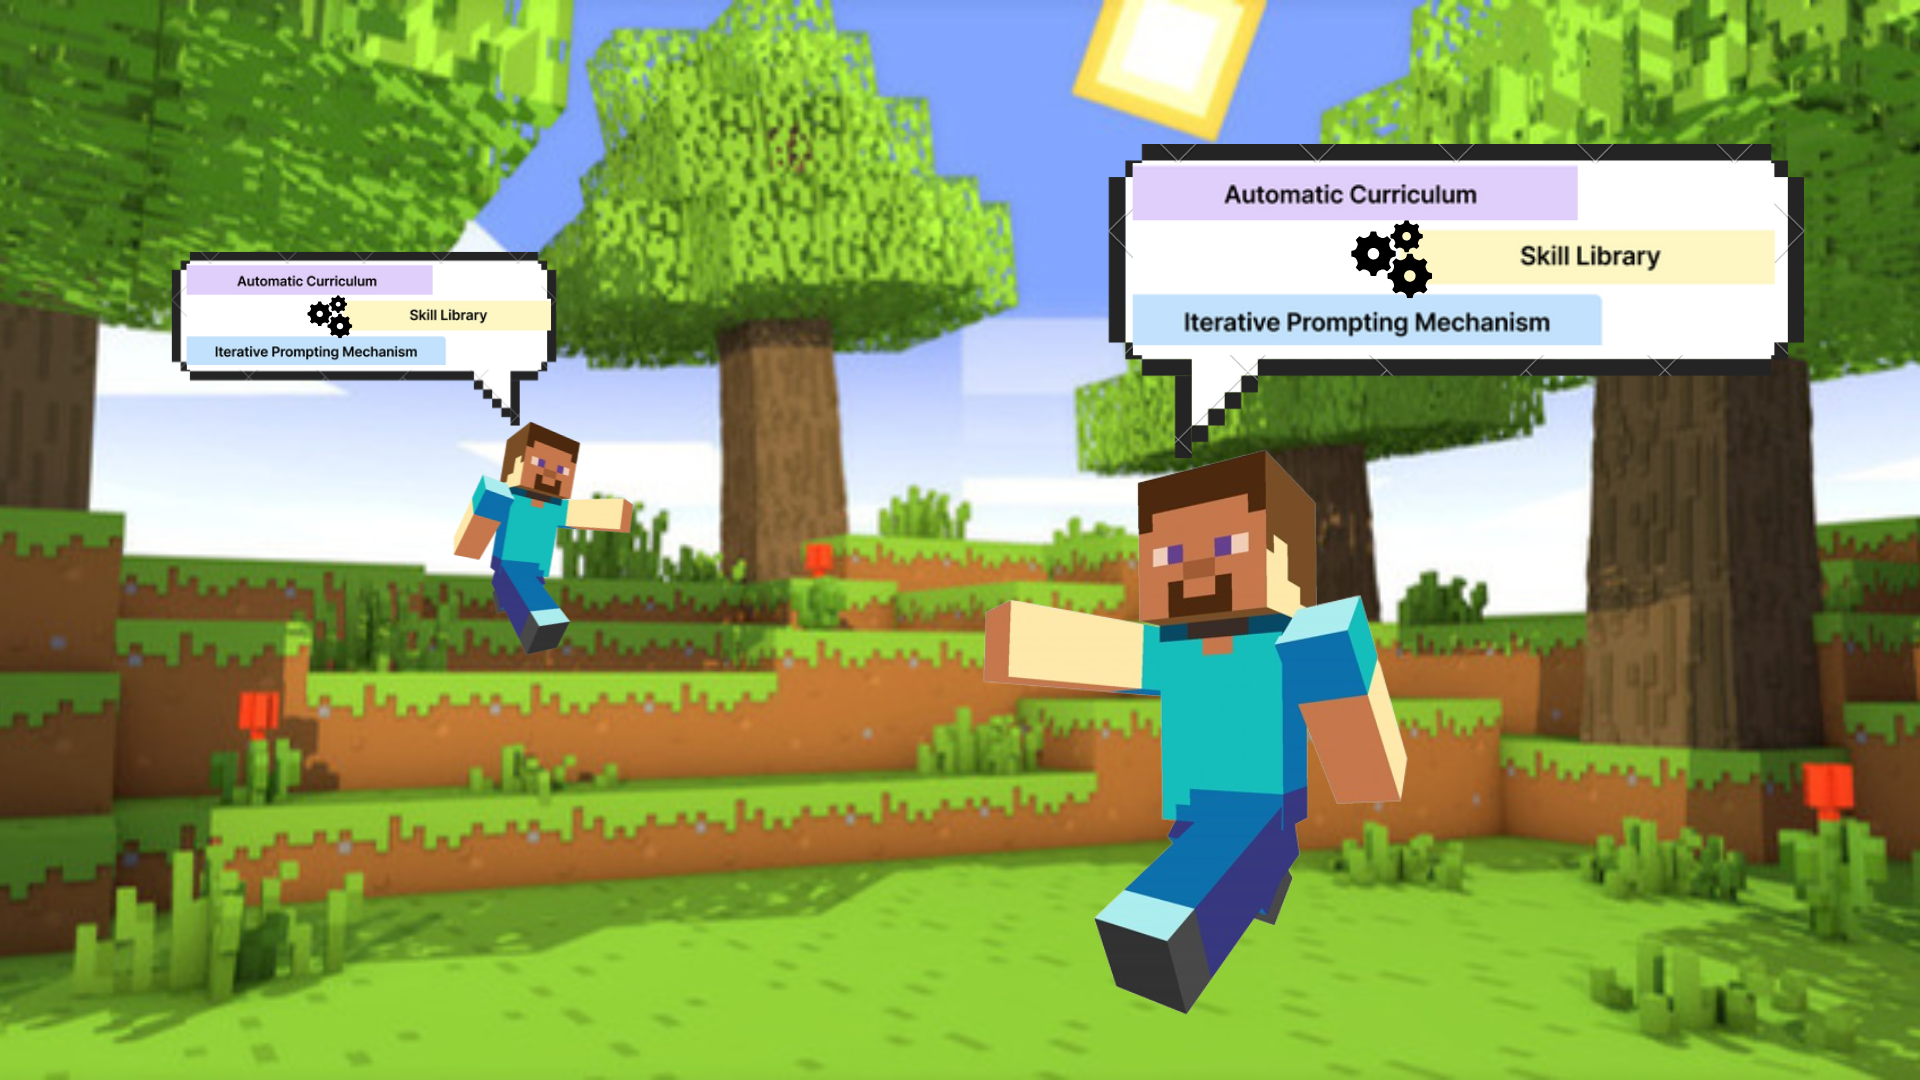 Automatic Curriculum
Skill Library
Iterative Prompting Mechanism
Automatic Curriculum
Skill Library
Iterative Prompting Mechanism